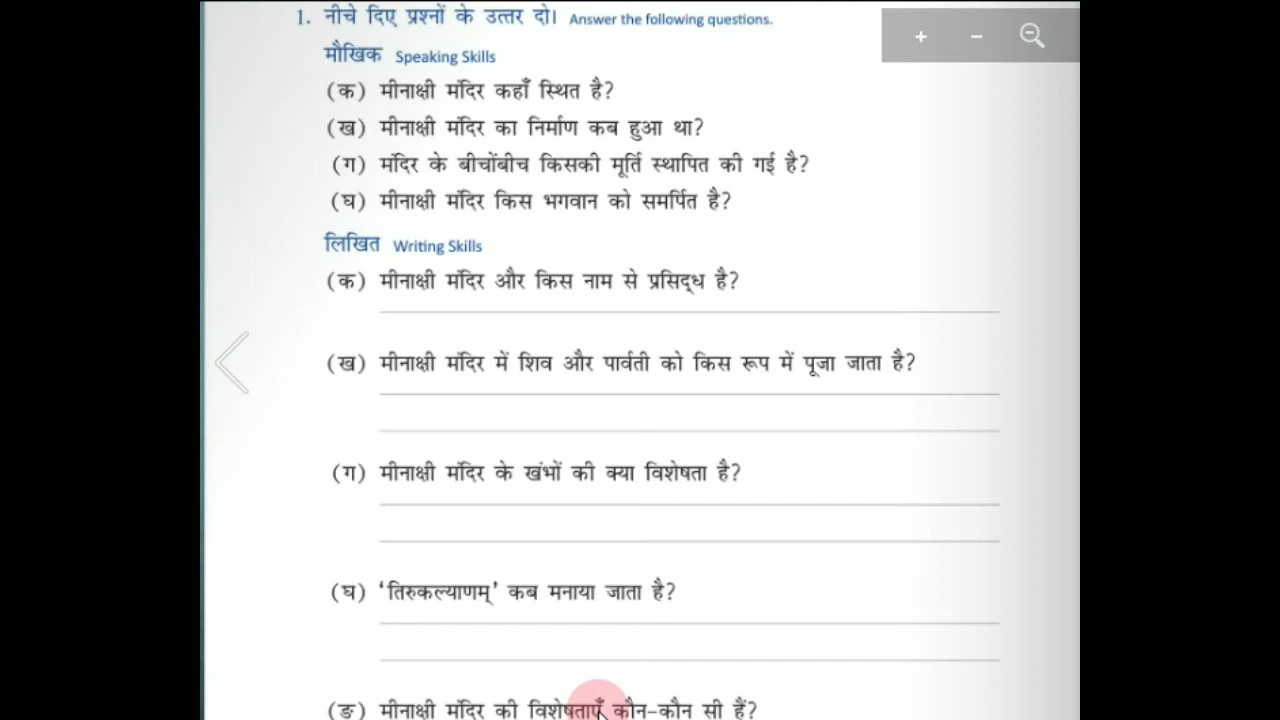 1. नीचे दिए प्रश्नों के उत्तर दो। Answer the following questions.
मौखिक Speaking Skills
(क) मीनाक्षी मंदिर कहाँ स्थित है?
(ख) मीनाक्षी मंदिर का निर्माण कब हुआ था?
(ग) मंदिर के बीचोंबीच किसकी मूर्ति स्थापित की गई है?
(घ) मीनाक्षी मंदिर किस भगवान को समर्पित है?
लिखित Writing Skills
(क) मीनाक्षी मंदिर और किस नाम से प्रसिद्ध है?
(ख) मीनाक्षी मंदिर में शिव और पार्वती को किस रूप में पूजा जाता है?
(ग) मीनाक्षी मंदिर के खंभों की क्या विशेषता है?
(घ) ‘तिरुकल्याणम्’ कब मनाया जाता है?
(ङ) मीनाक्षी मंदिर की विशेषताएँ कौन-कौन सी हैं?